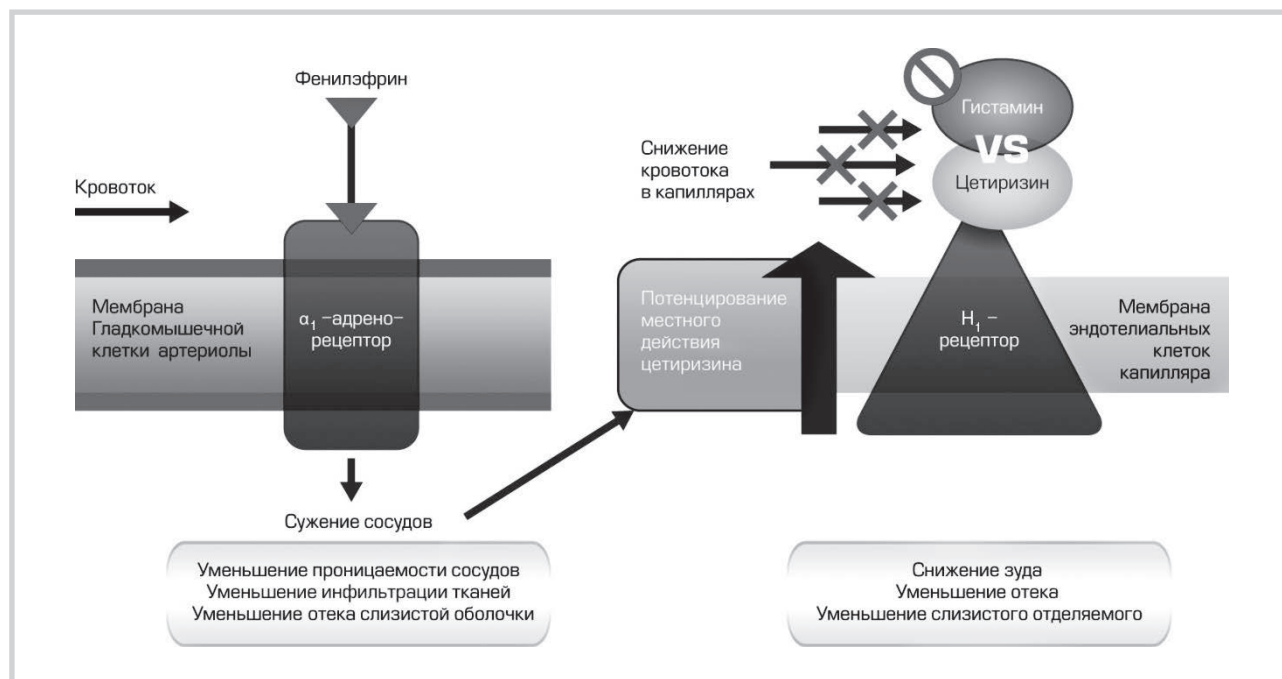 Фенилэфрин
Кровоток
Мембрана
Гладкомышечной
клетки артериолы
α₁ –адрено–
рецептор
Сужение сосудов
Уменьшение проницаемости сосудов
Уменьшение инфильтрации тканей
Уменьшение отека слизистой оболочки
Снижение
кровотока
в капиллярах
Гистамин
VS
Цетиризин
Потенцирование
местного
действия
цетиризина
H₁ –
рецептор
Мембрана
эндотелиальных
клеток
капилляра
Снижение зуда
Уменьшение отека
Уменьшение слизистого отделяемого